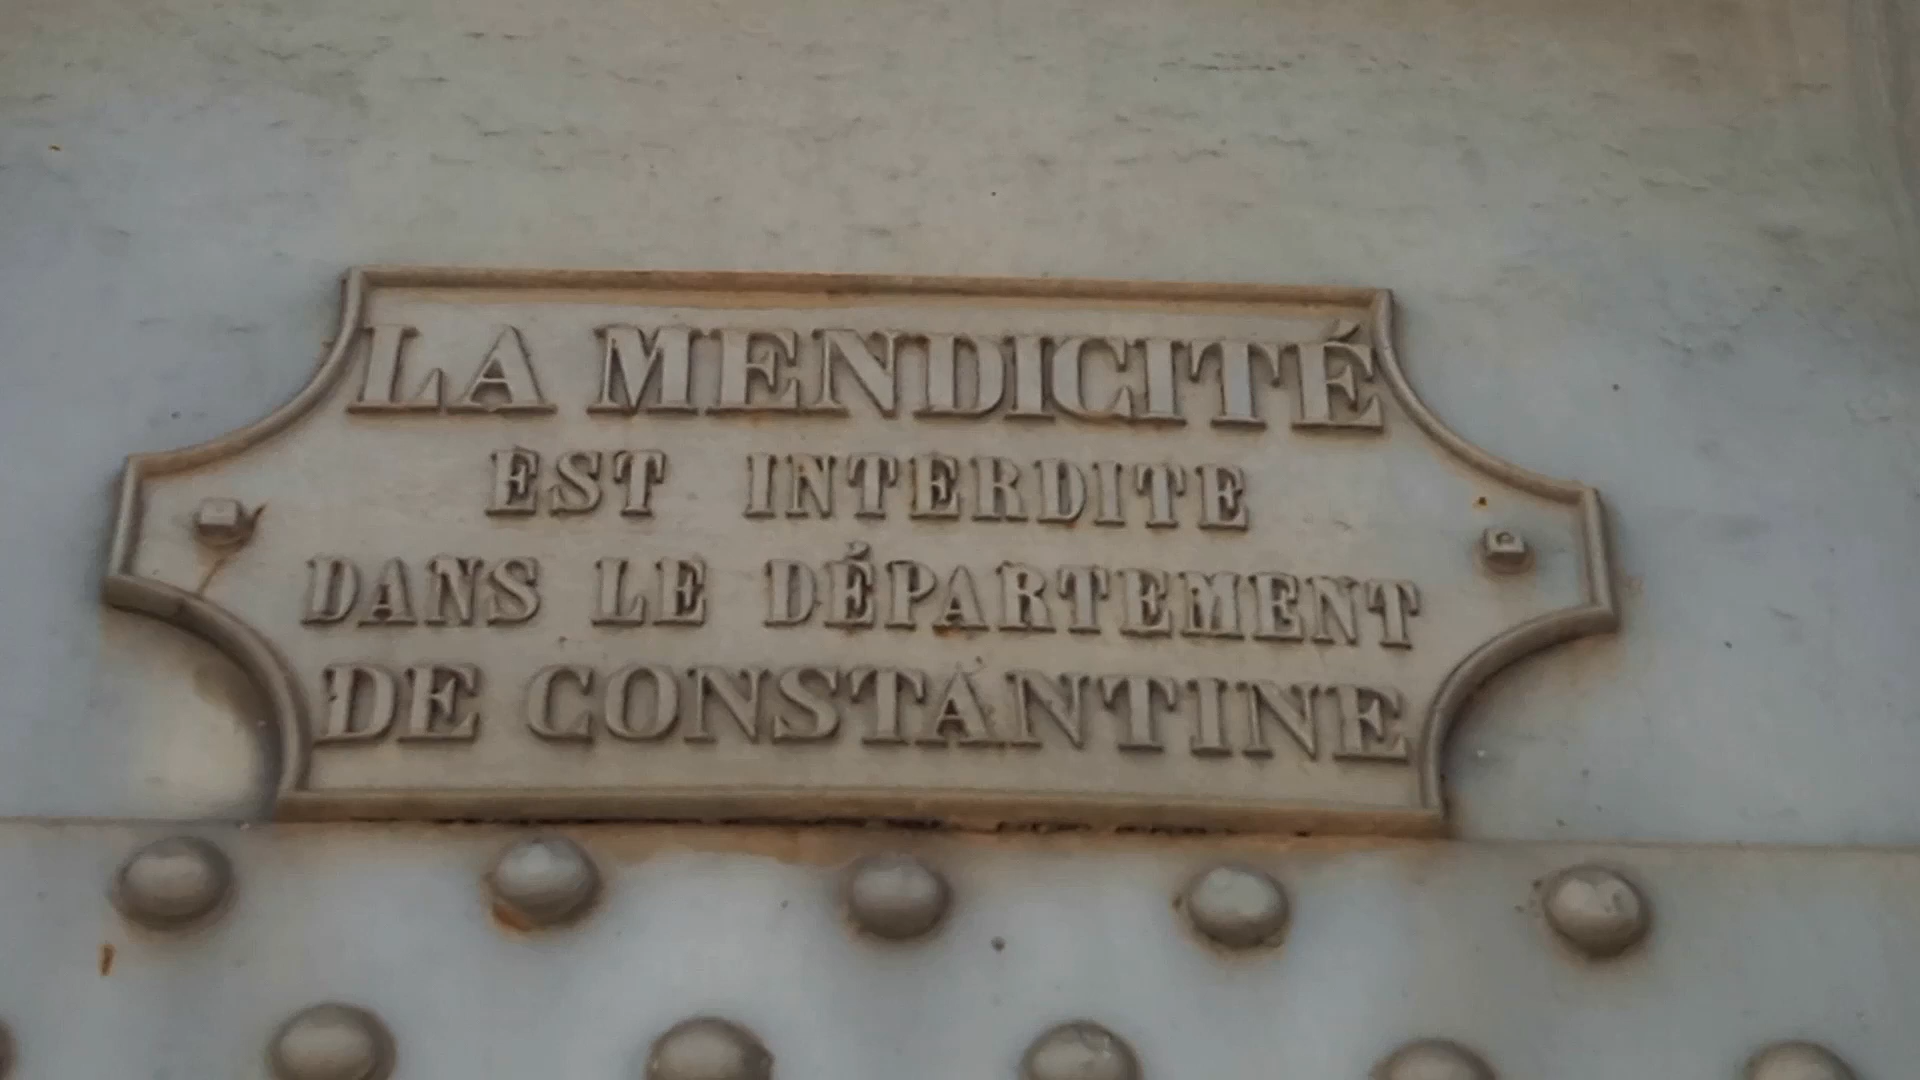 LA MENDICITÉ
EST INTERDITE
DANS LE DÉPARTEMENT
DE CONSTANTINE